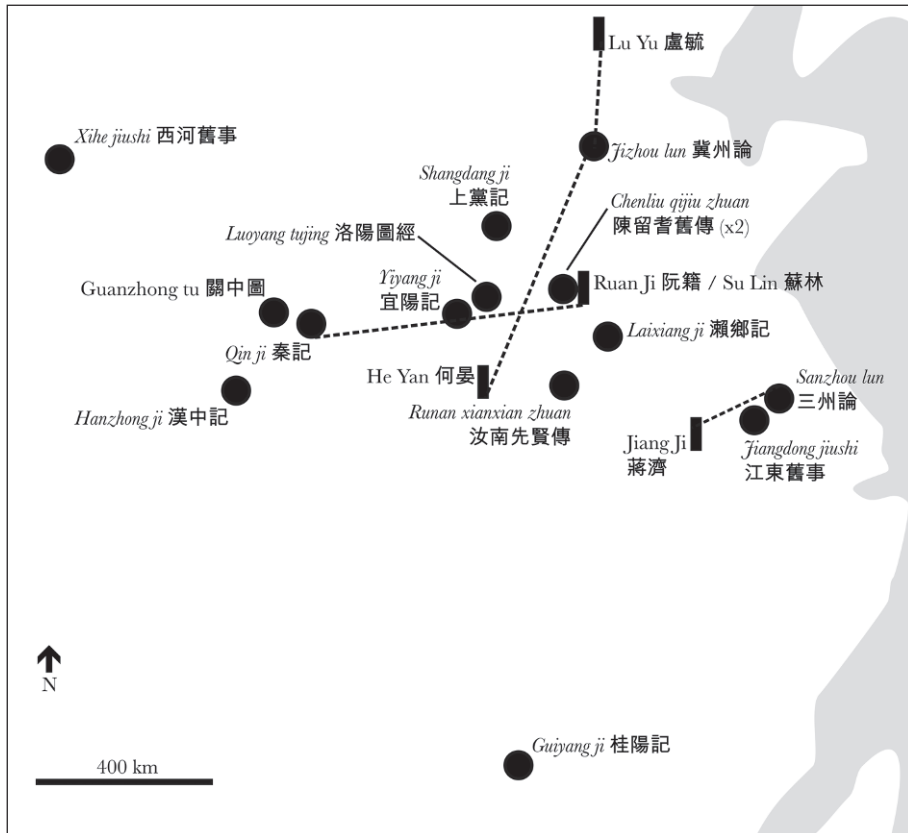 Lu Yu 盧毓
Xihe jiushi 西河舊事
Jizhou lun 冀州論
Shangdang ji
上黨記
Chenliu qijiu zhuan
陳留耆舊傳 (x2)
Luoyang tujing 洛陽圖經
Yiyang ji
宜陽記
Guanzhong tu 關中圖
Ruan Ji 阮籍 / Su Lin 蘇林
Laixiang ji 瀨鄉記
Qin ji 秦記
He Yan 何晏
Sanzhou lun
三州論
Hanzhong ji 漢中記
Runan xianxian zhuan
汝南先賢傳
Jiang Ji
蔣濟
Jiangdong jiushi
江東舊事
N
Guiyang ji 桂陽記
400 km